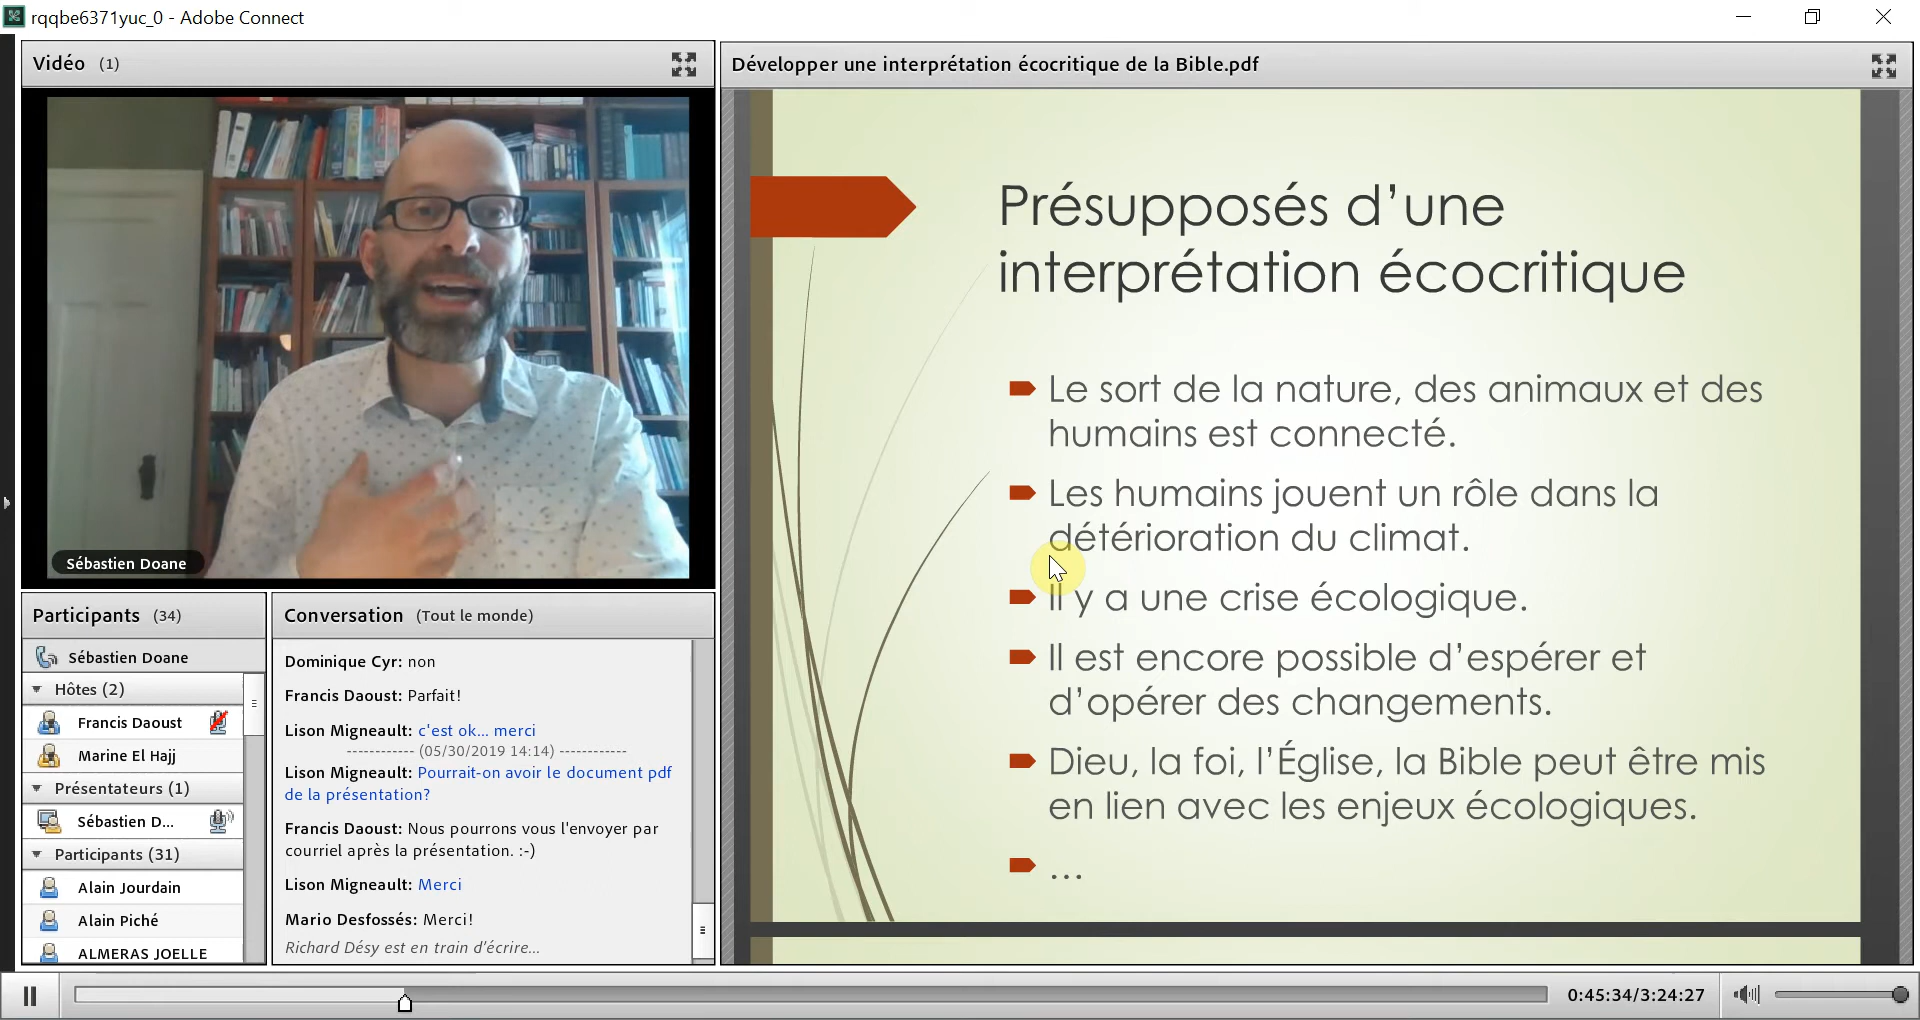 rqqbe6371yuc_0 - Adobe Connect
Vidéo (1)
Sébastien Doane
Participants (34)
Sébastien Doane
Hôtes (2)
Francis Daoust
Marine El Hajj
Présentateurs (1)
Sébastien D...
Participants (31)
Alain Jourdain
Alain Piché
ALMERAS JOELLE
Conversation (Tout le monde)
Dominique Cyr: non
Francis Daoust: Parfait!
Lison Migneault: c'est ok... merci
------------ (05/30/2019 14:14) ------------
Lison Migneault: Pourrait-on avoir le document pdf
de la présentation?
Francis Daoust: Nous pourrons vous l'envoyer par
courriel après la présentation. :-)
Lison Migneault: Merci
Mario Desfossés: Merci!
Richard Désy est en train d'écrire...
Développer une interprétation écocritique de la Bible.pdf
Présupposés d’une
interprétation écocritique
Le sort de la nature, des animaux et des
humains est connecté.
Les humains jouent un rôle dans la
détérioration du climat.
Il y a une crise écologique.
Il est encore possible d’espérer et
d’opérer des changements.
Dieu, la foi, l’Église, la Bible peut être mis
en lien avec les enjeux écologiques.
…
0:45:34/3:24:27